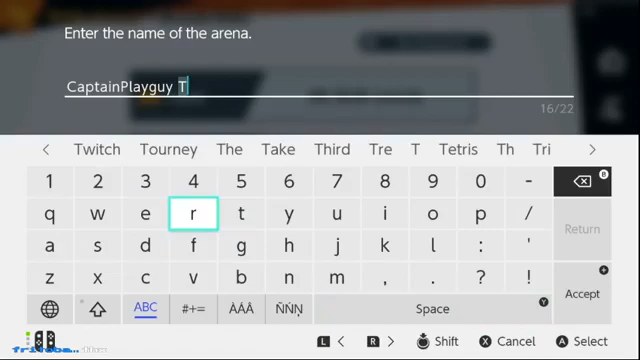 Enter the name of the arena.
CaptainPlayguy T
16/22
< Twitch Tourney The Take Third Tre T Tetris Th Tri >
1 2 3 4 5 6 7 8 9 0 -
q w e r t y u i o p /
Return
a s d f g h j k l : '
z x c v b n m , . ? !
Accept
ABC #+= ÀÁÂ ÑŃŅ Space
L R Shift X Cancel A Select